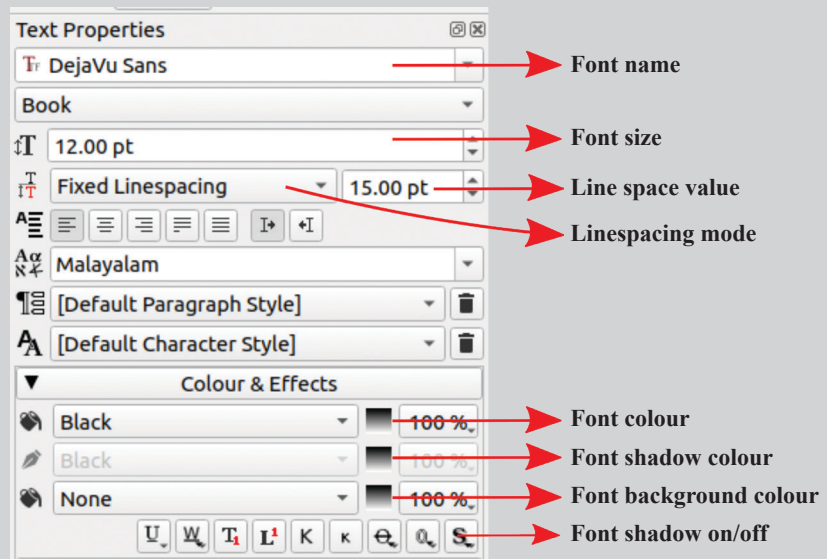 Text Properties
DejaVu Sans
Font name
Book
12.00 pt
Font size
Fixed Linespacing 15.00 pt
Line space value
Linespacing mode
Malayalam
[Default Paragraph Style]
[Default Character Style]
Colour & Effects
Black 100 %
Font colour
Black 100 %
Font shadow colour
None 100 %
Font background colour
U W T1 L1 K K O O S
Font shadow on/off